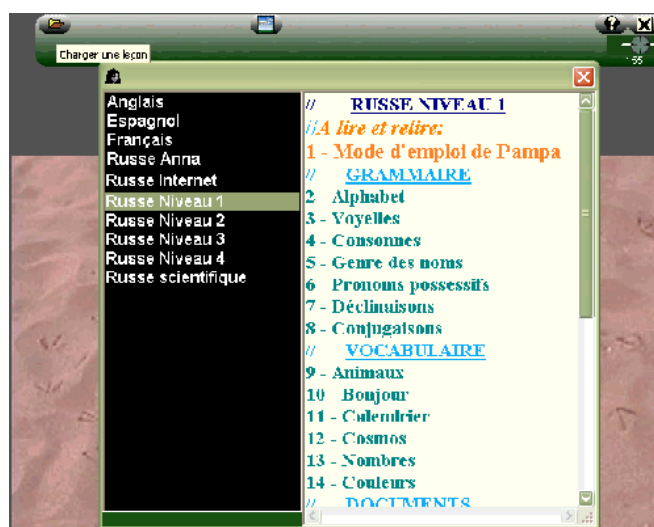 Charger une leçon
55
Anglais
Espagnol
Français
Russe Anna
Russe Internet
Russe Niveau 1
Russe Niveau 2
Russe Niveau 3
Russe Niveau 4
Russe scientifique
// RUSSE NIVEAU 1
//A lire et relire:
1 - Mode d'emploi de Pampa
// GRAMMAIRE
2 Alphabet
3 - Voyelles
4 - Consonnes
5 - Genre des noms
6 Pronoms possessifs
7 - Déclinaisons
8 - Conjugaisons
// VOCABULAIRE
9 - Animaux
10 Bonjour
11 - Calendrier
12 - Cosmos
13 - Nombres
14 - Couleurs
// DOCUMENTS